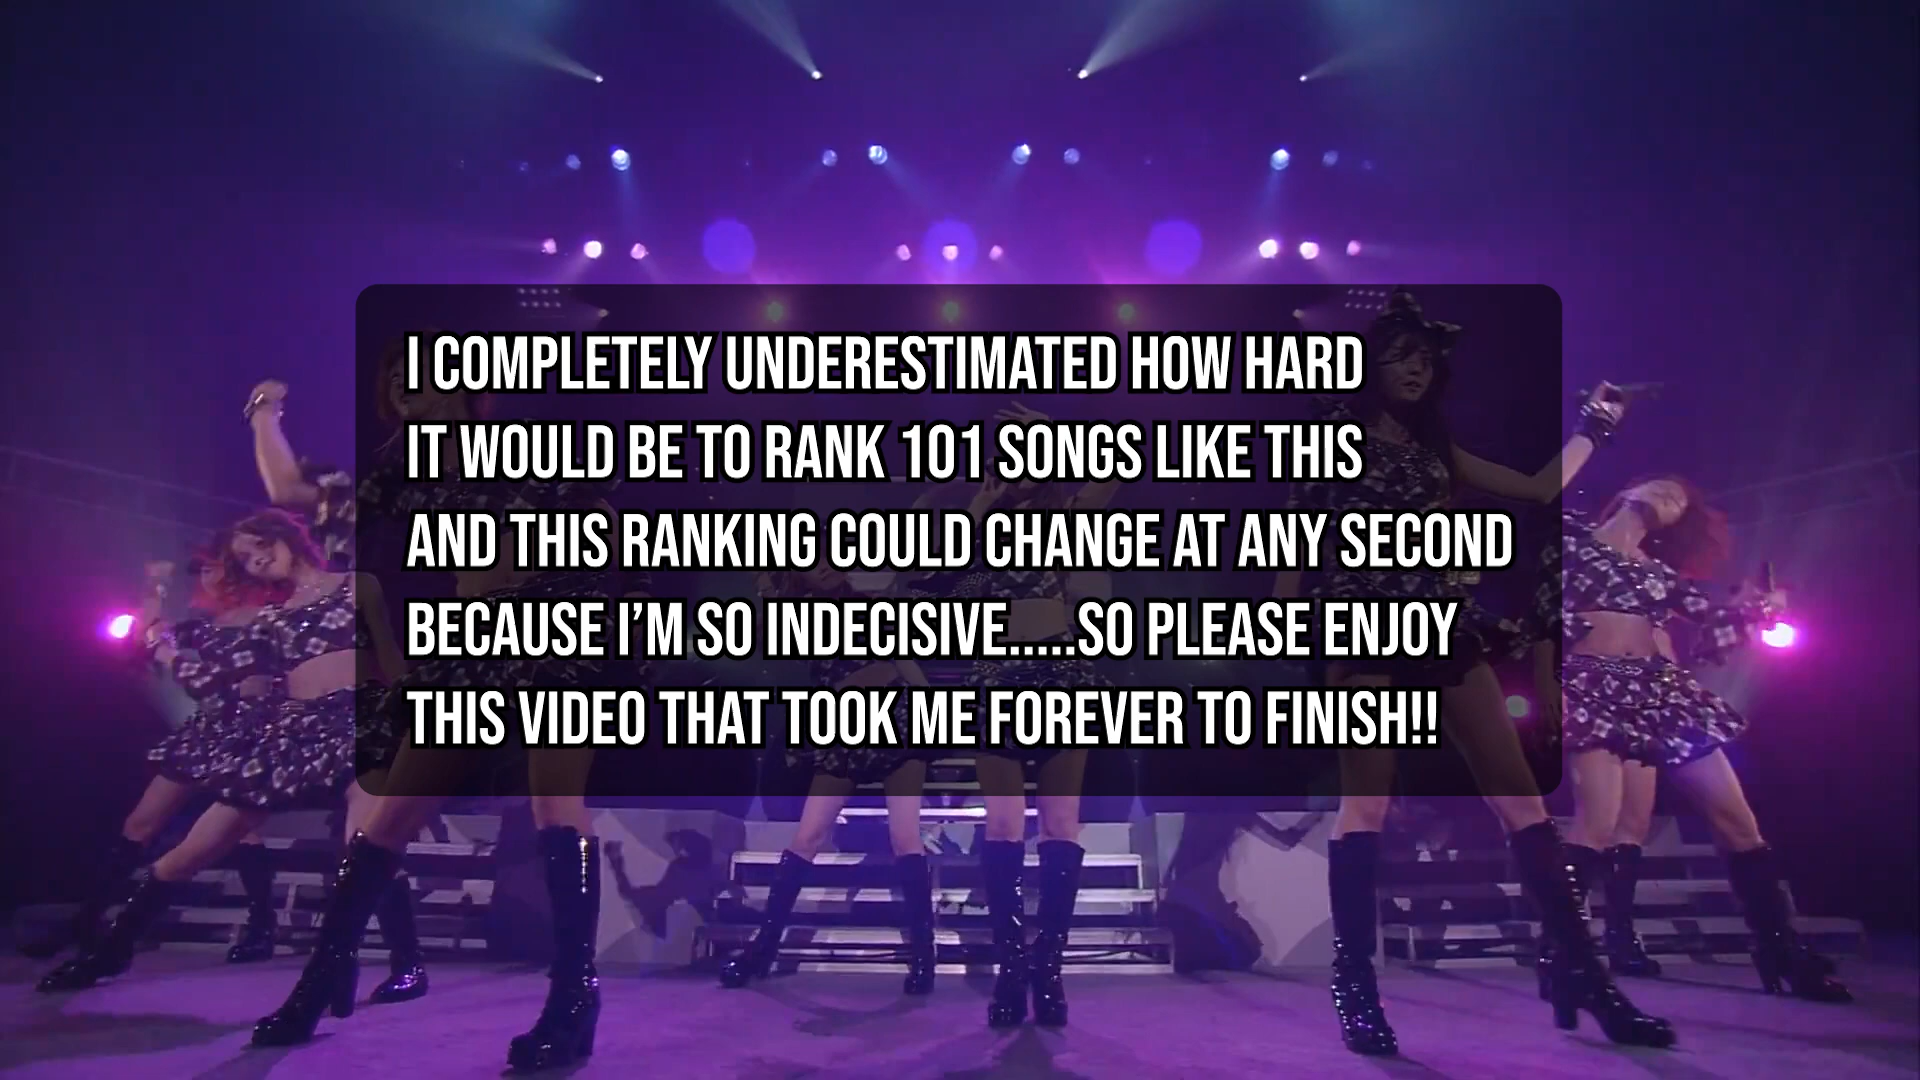 I COMPLETELY UNDERESTIMATED HOW HARD
IT WOULD BE TO RANK 101 SONGS LIKE THIS
AND THIS RANKING COULD CHANGE AT ANY SECOND
BECAUSE I’M SO INDECISIVE.....SO PLEASE ENJOY
THIS VIDEO THAT TOOK ME FOREVER TO FINISH!!